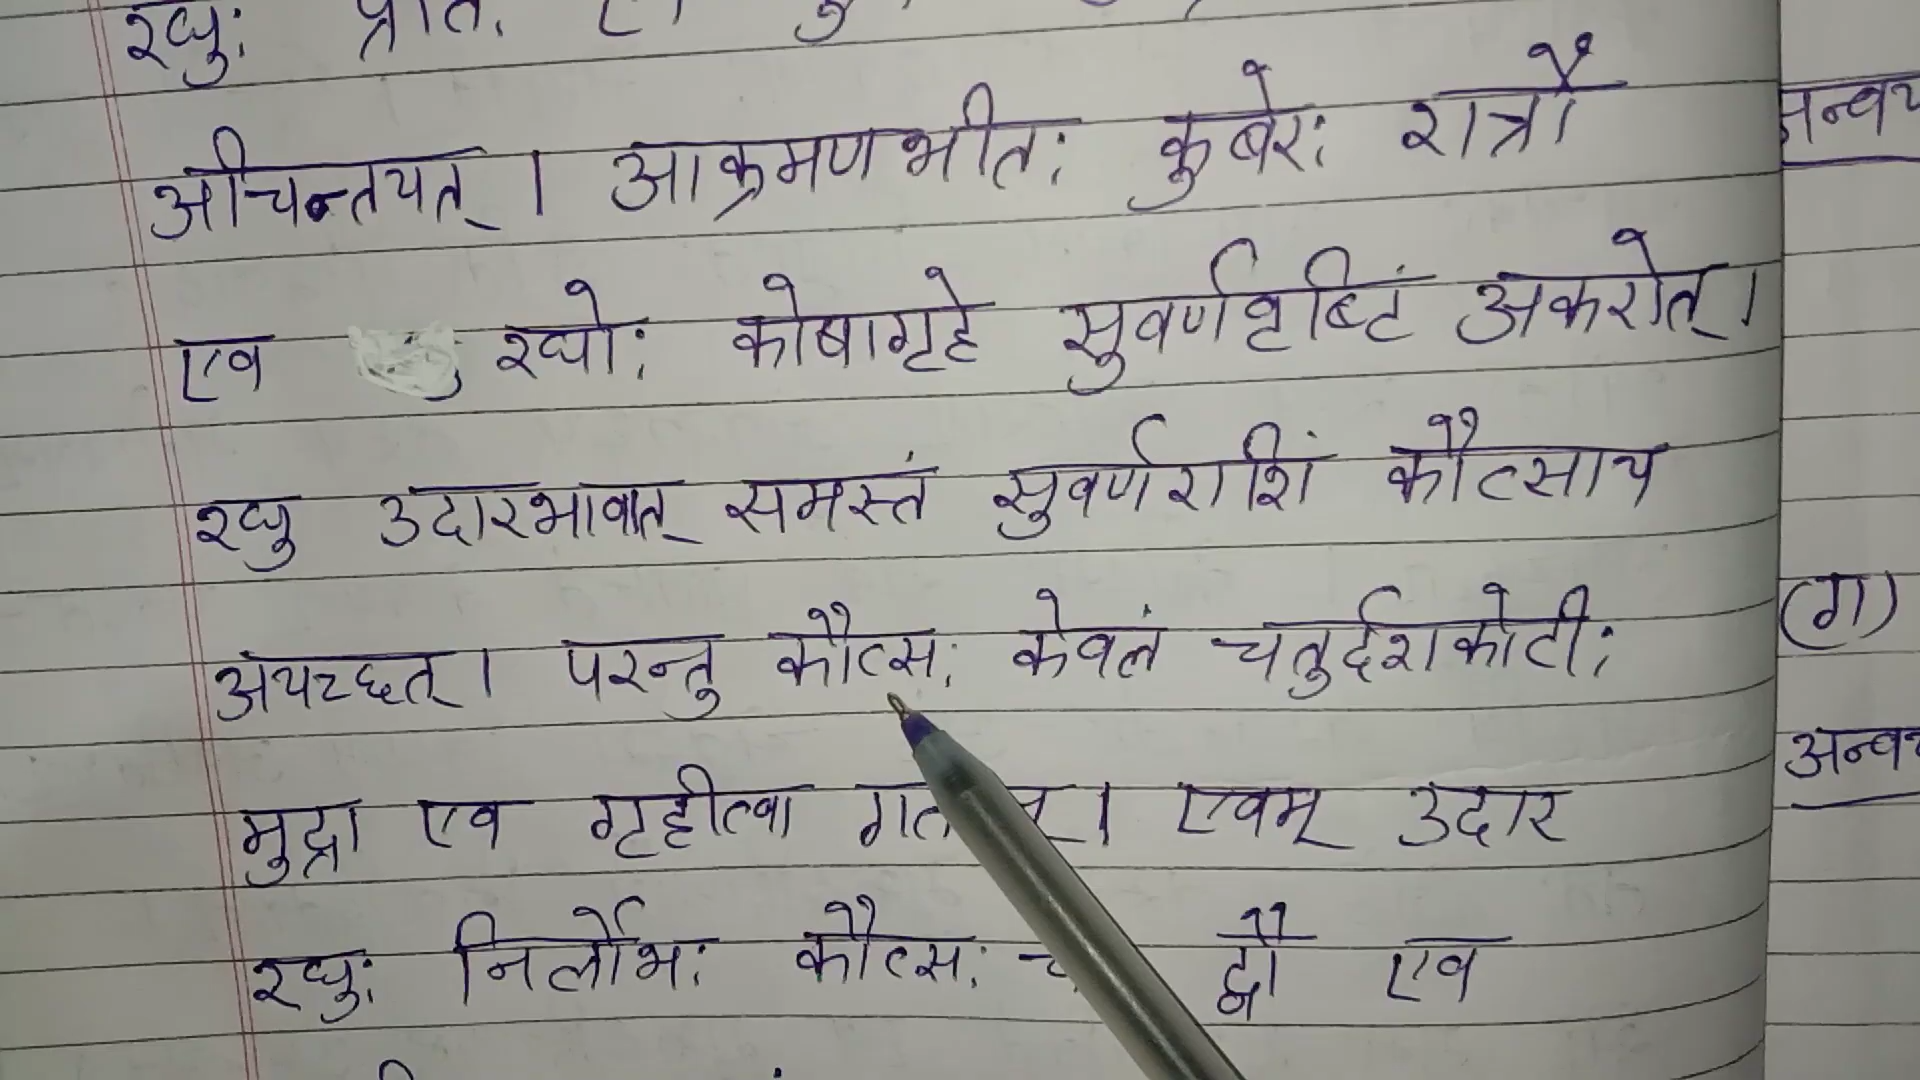 रघुः
अचिन्तयत् । आक्रमणभीतः कुबेरः रात्रौ
एव रघोः कोषागृहे सुवर्णवृष्टिं अकरोत् ।
रघु उदारभावात् समस्तं सुवर्णराशिं कौत्साय
अयच्छत् । परन्तु कौत्सः केवलं चतुर्दशकोटीः
मुद्रा एव गृहीत्वा । एवम् उदार
रघुः निर्लोभः कौत्सः द्वौ एव
(ग)